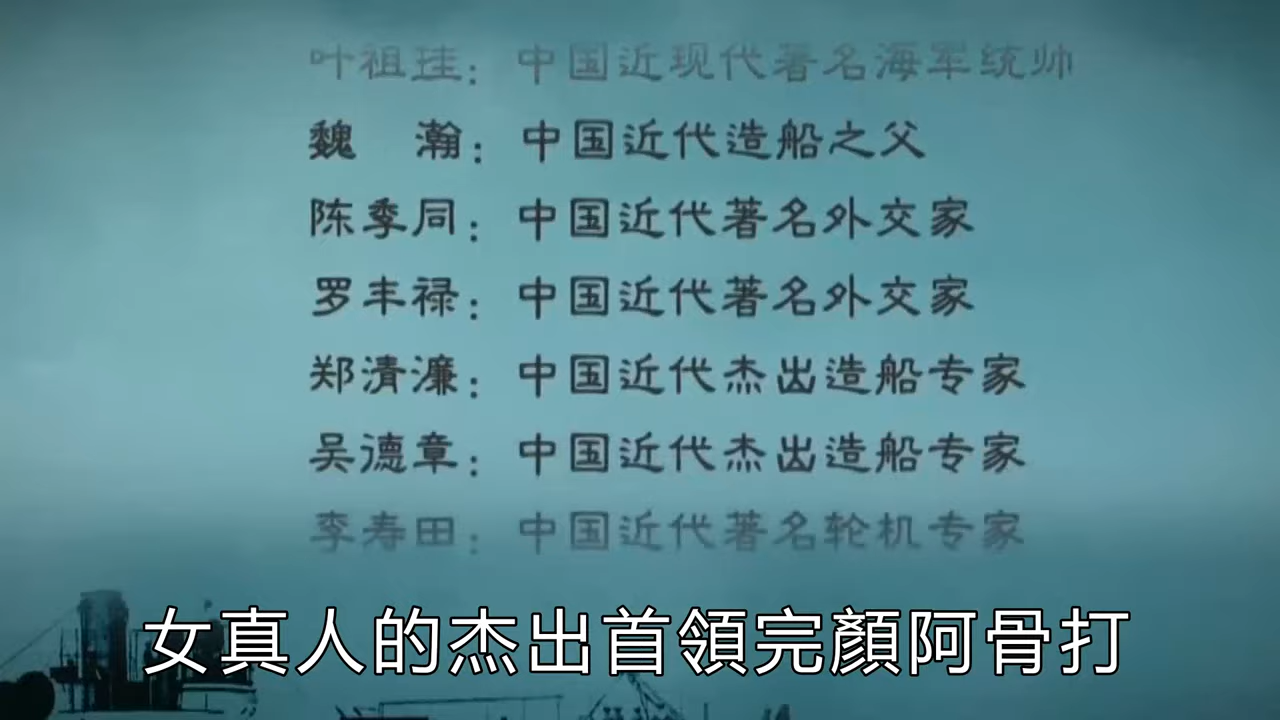 叶祖珪：中国近现代著名海军统帅
魏　瀚：中国近代造船之父
陈季同：中国近代著名外交家
罗丰禄：中国近代著名外交家
郑清濂：中国近代杰出造船专家
吴德章：中国近代杰出造船专家
李寿田：中国近代著名轮机专家
女真人的杰出首領完顏阿骨打